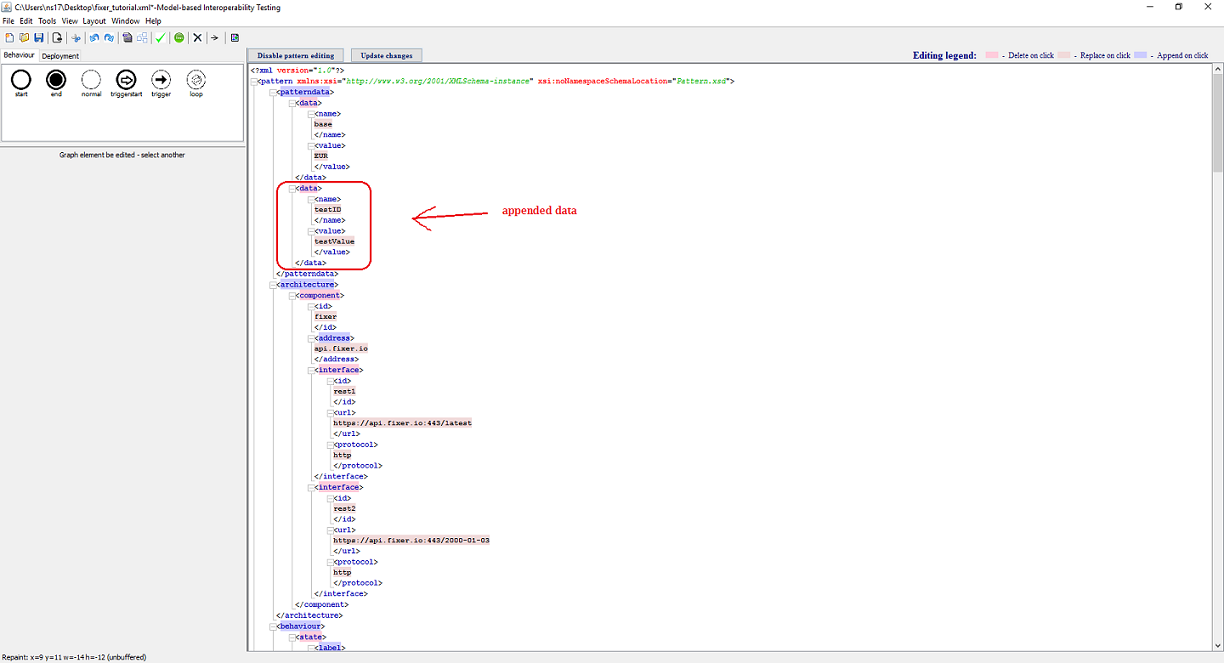 C:\Users\ns17\Desktop\fixer_tutorial.xml*-Model-based Interoperability Testing
File Edit Tools View Layout Window Help
Behaviour Deployment
start end normal triggerstart trigger loop
Graph element be edited - select another
Disable pattern editing Update changes Editing legend: - Delete on click - Replace on click - Append on click
<?xml version="1.0"?>
<pattern xmlns:xsi="http://www.w3.org/2001/XMLSchema-instance" xsi:noNamespaceSchemaLocation="Pattern.xsd">
<patterndata>
<data>
<name>
base
</name>
<value>
EUR
</value>
</data>
<data>
<name>
testID
</name>
<value>
testValue
</value>
</data>
appended data
</patterndata>
<architecture>
<component>
<id>
fixer
</id>
<address>
api.fixer.io
</address>
<interface>
<id>
rest1
</id>
<url>
https://api.fixer.io:443/latest
</url>
<protocol>
http
</protocol>
</interface>
<interface>
<id>
rest2
</id>
<url>
https://api.fixer.io:443/2000-01-03
</url>
<protocol>
http
</protocol>
</interface>
</component>
</architecture>
<behaviour>
<state>
<label>
Repaint: x=9 y=11 w=-14 h=-12 (unbuffered)